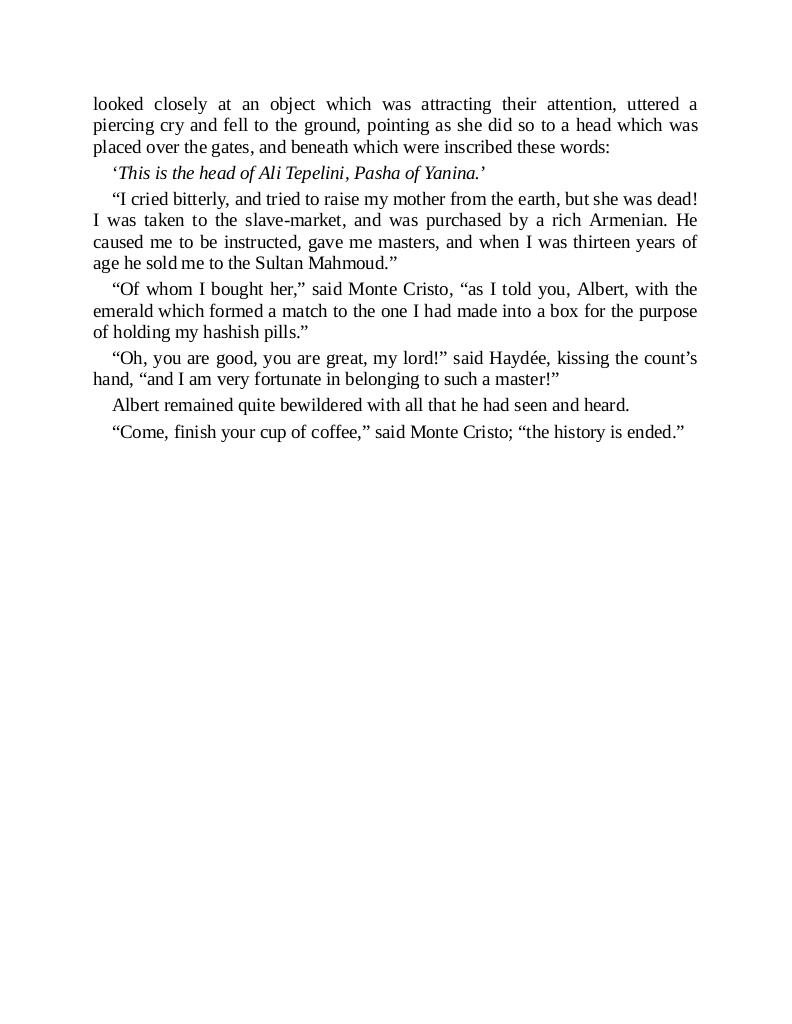 looked closely at an object which was attracting their attention, uttered a
piercing cry and fell to the ground, pointing as she did so to a head which was
placed over the gates, and beneath which were inscribed these words:
‘This is the head of Ali Tepelini, Pasha of Yanina.’
“I cried bitterly, and tried to raise my mother from the earth, but she was dead!
I was taken to the slave-market, and was purchased by a rich Armenian. He
caused me to be instructed, gave me masters, and when I was thirteen years of
age he sold me to the Sultan Mahmoud.”
“Of whom I bought her,” said Monte Cristo, “as I told you, Albert, with the
emerald which formed a match to the one I had made into a box for the purpose
of holding my hashish pills.”
“Oh, you are good, you are great, my lord!” said Haydée, kissing the count’s
hand, “and I am very fortunate in belonging to such a master!”
Albert remained quite bewildered with all that he had seen and heard.
“Come, finish your cup of coffee,” said Monte Cristo; “the history is ended.”